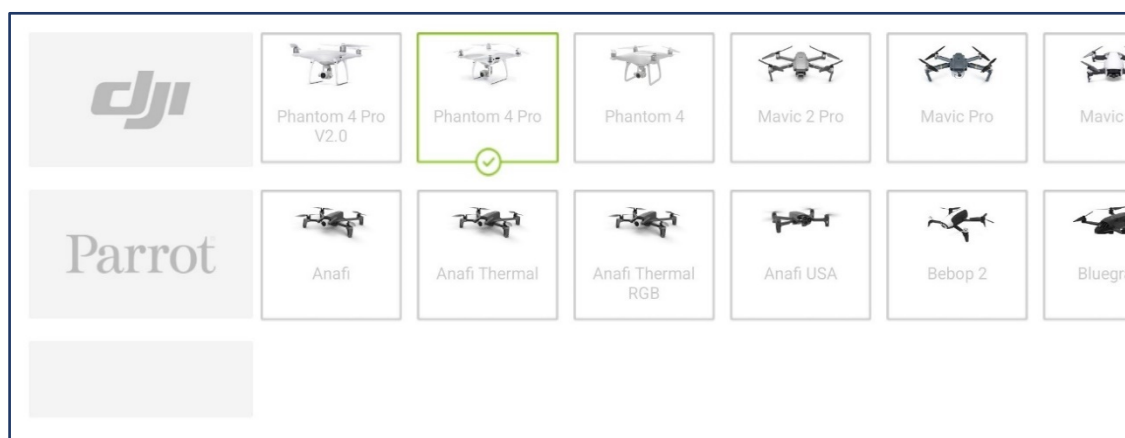 dji
Phantom 4 Pro
V2.0
Phantom 4 Pro
Phantom 4
Mavic 2 Pro
Mavic Pro
Mavic
Parrot
Anafi
Anafi Thermal
Anafi Thermal
RGB
Anafi USA
Bebop 2